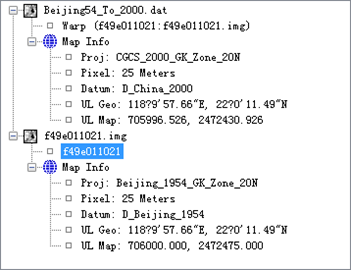 Beijing54_To_2000.dat
Warp (f49e011021:f49e011021.img)
Map Info
Proj: CGCS_2000_GK_Zone_20N
Pixel: 25 Meters
Datum: D_China_2000
UL Geo: 118?9'57.66"E, 22?0'11.49"N
UL Map: 705996.526, 2472430.926
f49e011021.img
f49e011021
Map Info
Proj: Beijing_1954_GK_Zone_20N
Pixel: 25 Meters
Datum: D_Beijing_1954
UL Geo: 118?9'57.66"E, 22?0'11.49"N
UL Map: 706000.000, 2472475.000